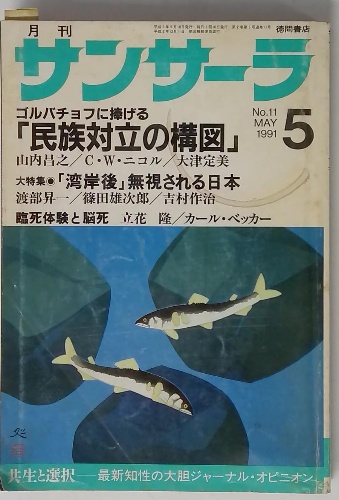 月刊
徳間書店
サンサーラ
ゴルバチョフに捧げる
「民族対立の構図」
山内昌之/C・W・ニコル/大津定美
No.11
MAY
1991
5
大特集●「湾岸後」無視される日本
渡部昇一/篠田雄次郎/吉村作治
臨死体験と脳死 立花 隆/カール・ベッカー
共生と選択 最新知性の大胆ジャーナル・オピニオン